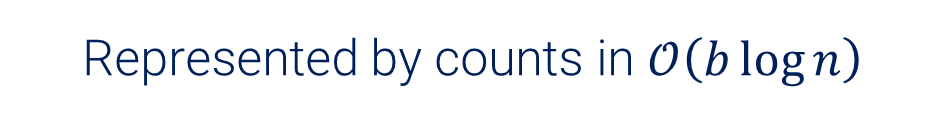 Represented by counts in 𝒪(b log n)